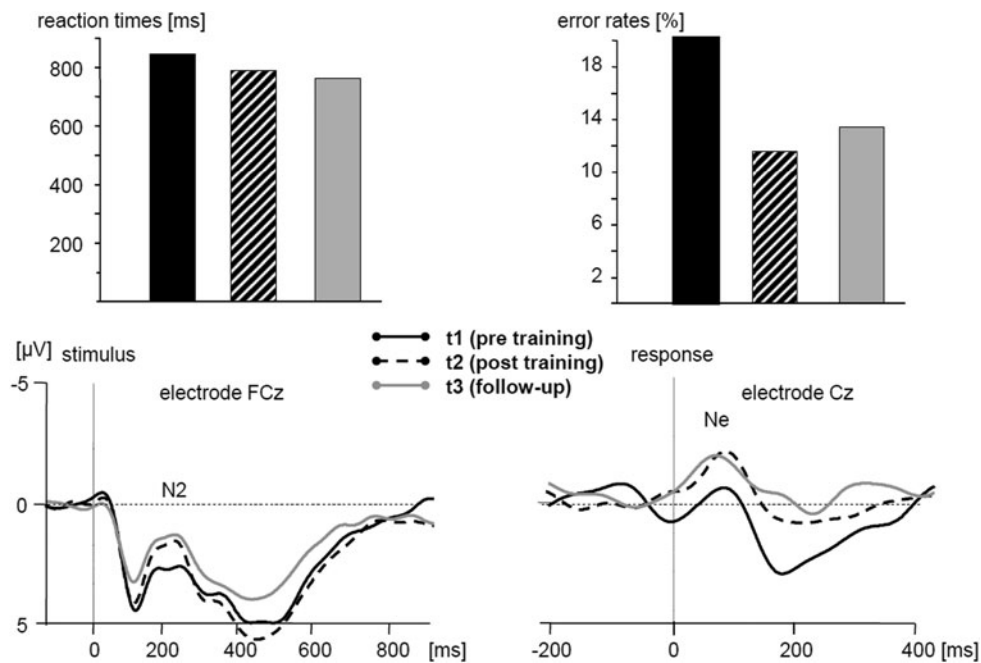 reaction times [ms]
800
600
400
200
error rates [%]
18
14
10
6
2
t1 (pre training)
t2 (post training)
t3 (follow-up)
[µV] stimulus
-5
electrode FCz
N2
0
5
0 200 400 600 800 [ms]
response
electrode Cz
Ne
0
-200 0 200 400 [ms]